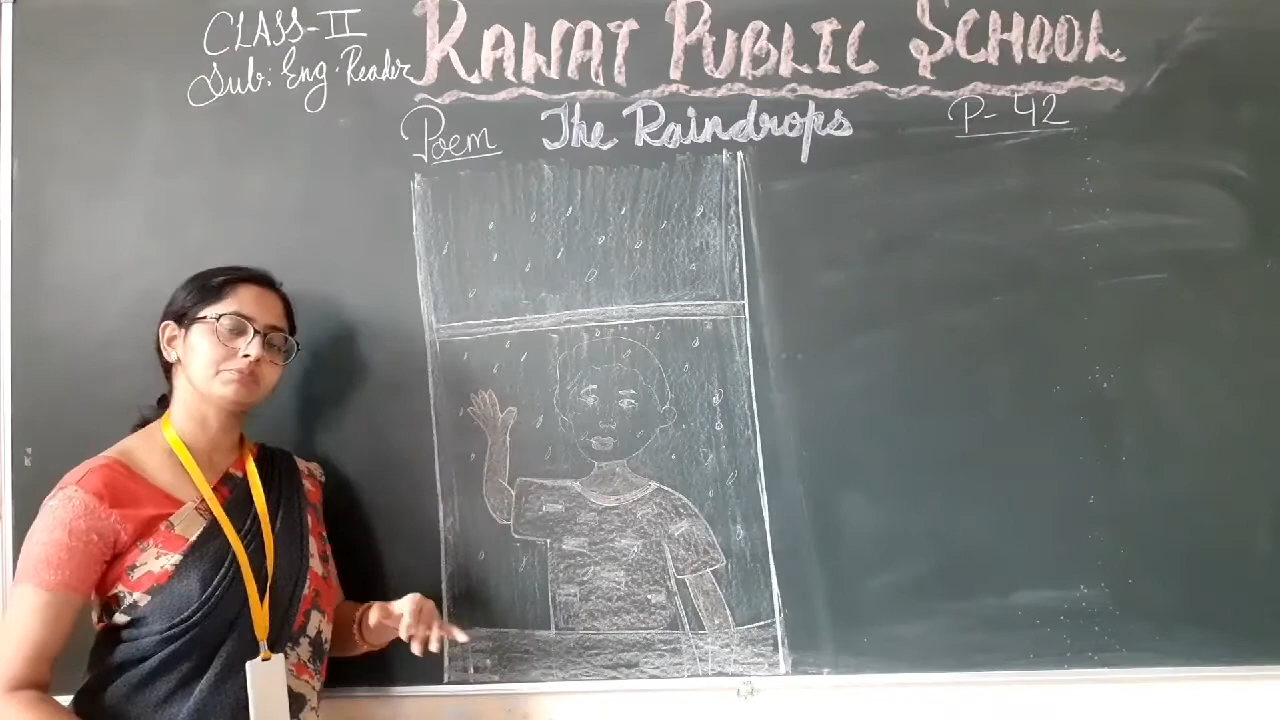 CLASS-II
Sub: Eng. Reader
RAWAT PUBLIC SCHOOL
Poem The Raindrops P-42